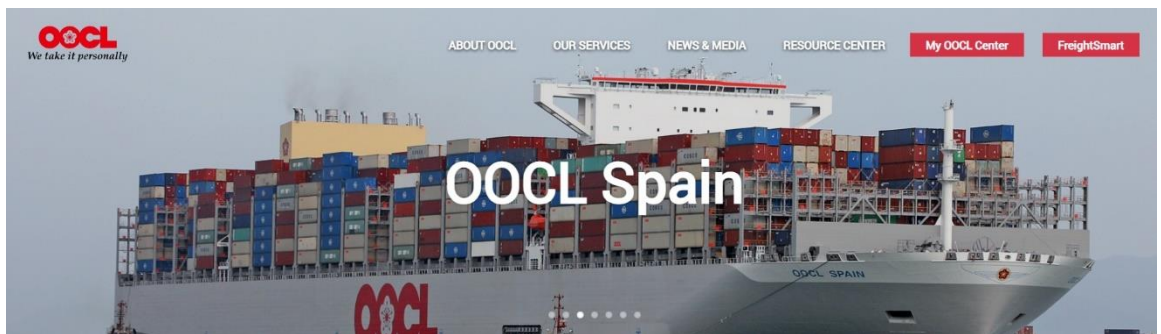 OOCL
We take it personally
ABOUT OOCL
OUR SERVICES
NEWS & MEDIA
RESOURCE CENTER
My OOCL Center
FreightSmart
OOCL Spain
OOCL SPAIN
OOCL